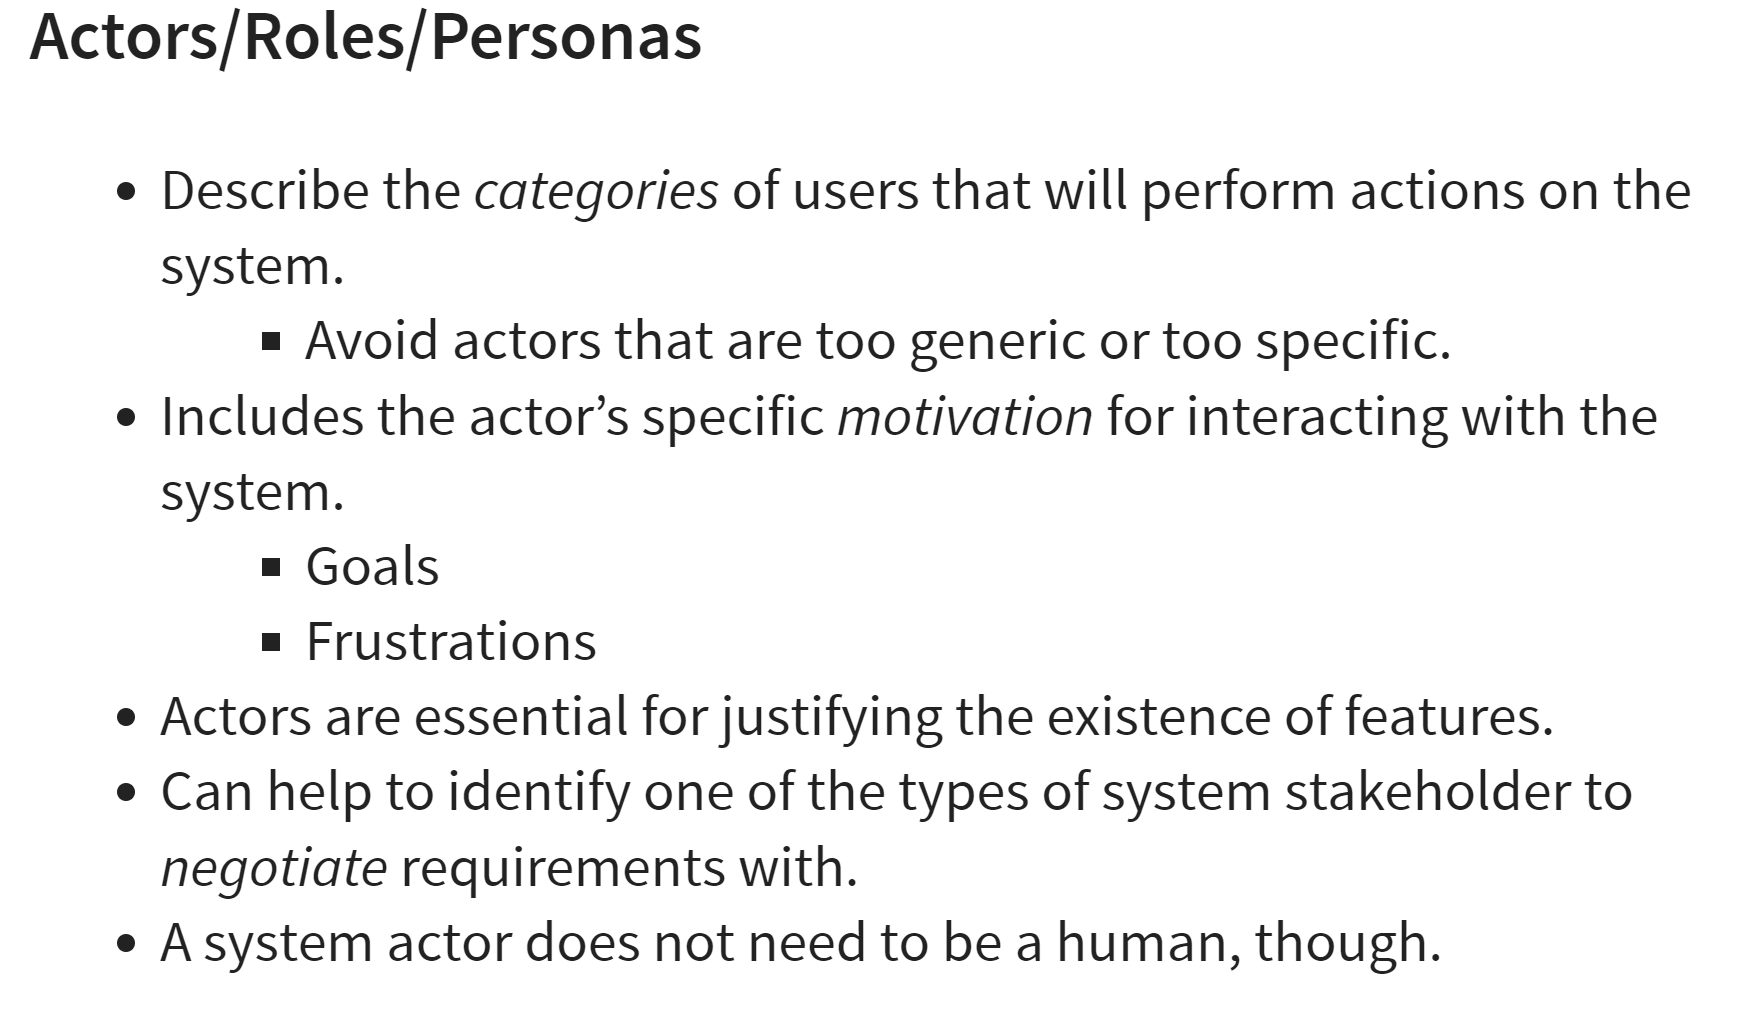 Actors/Roles/Personas
• Describe the categories of users that will perform actions on the
system.
▪ Avoid actors that are too generic or too specific.
• Includes the actor’s specific motivation for interacting with the
system.
▪ Goals
▪ Frustrations
• Actors are essential for justifying the existence of features.
• Can help to identify one of the types of system stakeholder to
negotiate requirements with.
• A system actor does not need to be a human, though.